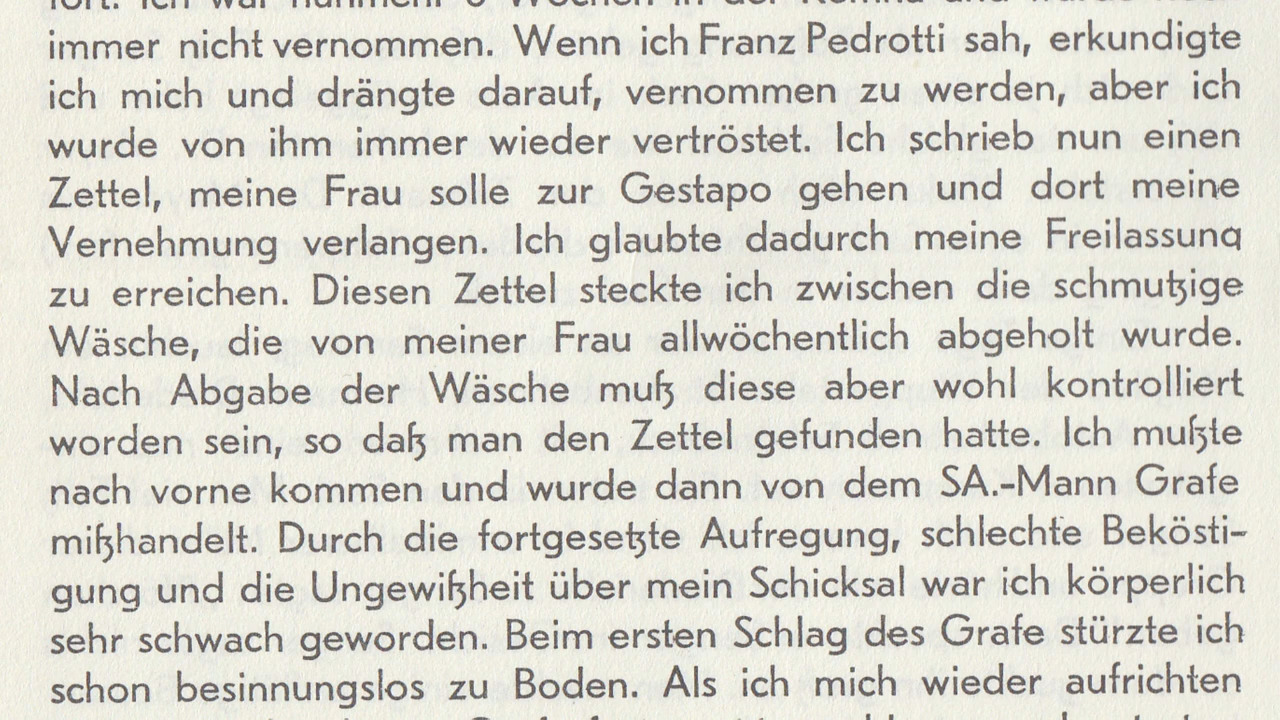 immer nicht vernommen. Wenn ich Franz Pedrotti sah, erkundigte
ich mich und drängte darauf, vernommen zu werden, aber ich
wurde von ihm immer wieder vertröstet. Ich schrieb nun einen
Zettel, meine Frau solle zur Gestapo gehen und dort meine
Vernehmung verlangen. Ich glaubte dadurch meine Freilassung
zu erreichen. Diesen Zettel steckte ich zwischen die schmutzige
Wäsche, die von meiner Frau allwöchentlich abgeholt wurde.
Nach Abgabe der Wäsche muß diese aber wohl kontrolliert
worden sein, so daß man den Zettel gefunden hatte. Ich mußte
nach vorne kommen und wurde dann von dem SA.-Mann Grafe
mißhandelt. Durch die fortgesetzte Aufregung, schlechte Bekösti-
gung und die Ungewißheit über mein Schicksal war ich körperlich
sehr schwach geworden. Beim ersten Schlag des Grafe stürzte ich
schon besinnungslos zu Boden. Als ich mich wieder aufrichten